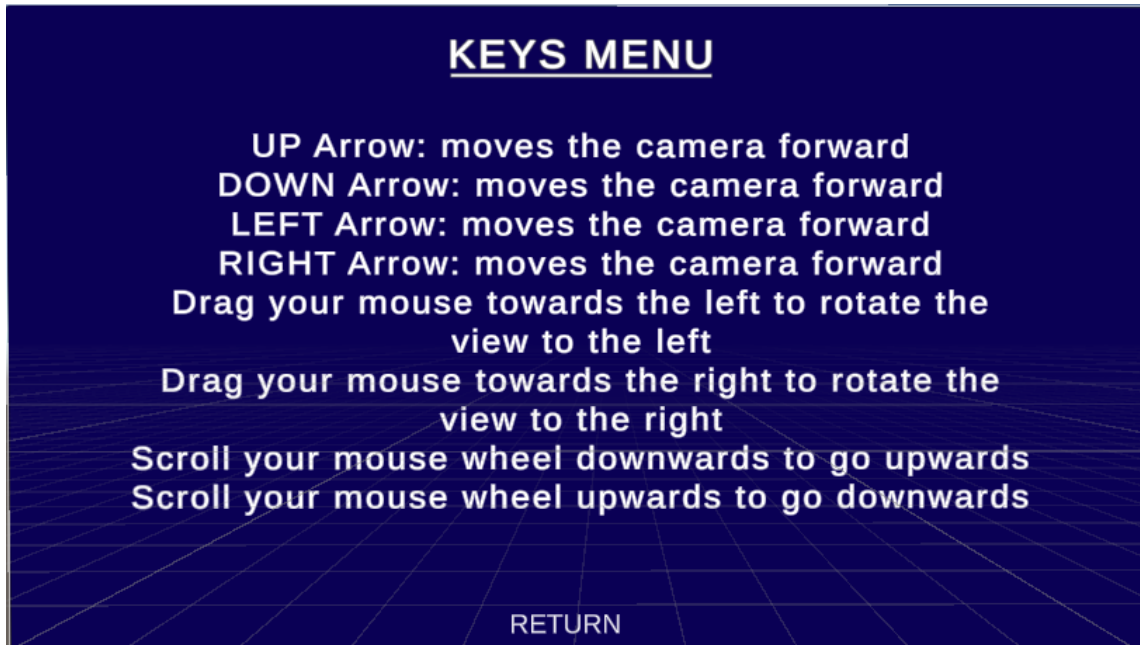 KEYS MENU
UP Arrow: moves the camera forward
DOWN Arrow: moves the camera forward
LEFT Arrow: moves the camera forward
RIGHT Arrow: moves the camera forward
Drag your mouse towards the left to rotate the
view to the left
Drag your mouse towards the right to rotate the
view to the right
Scroll your mouse wheel downwards to go upwards
Scroll your mouse wheel upwards to go downwards
RETURN